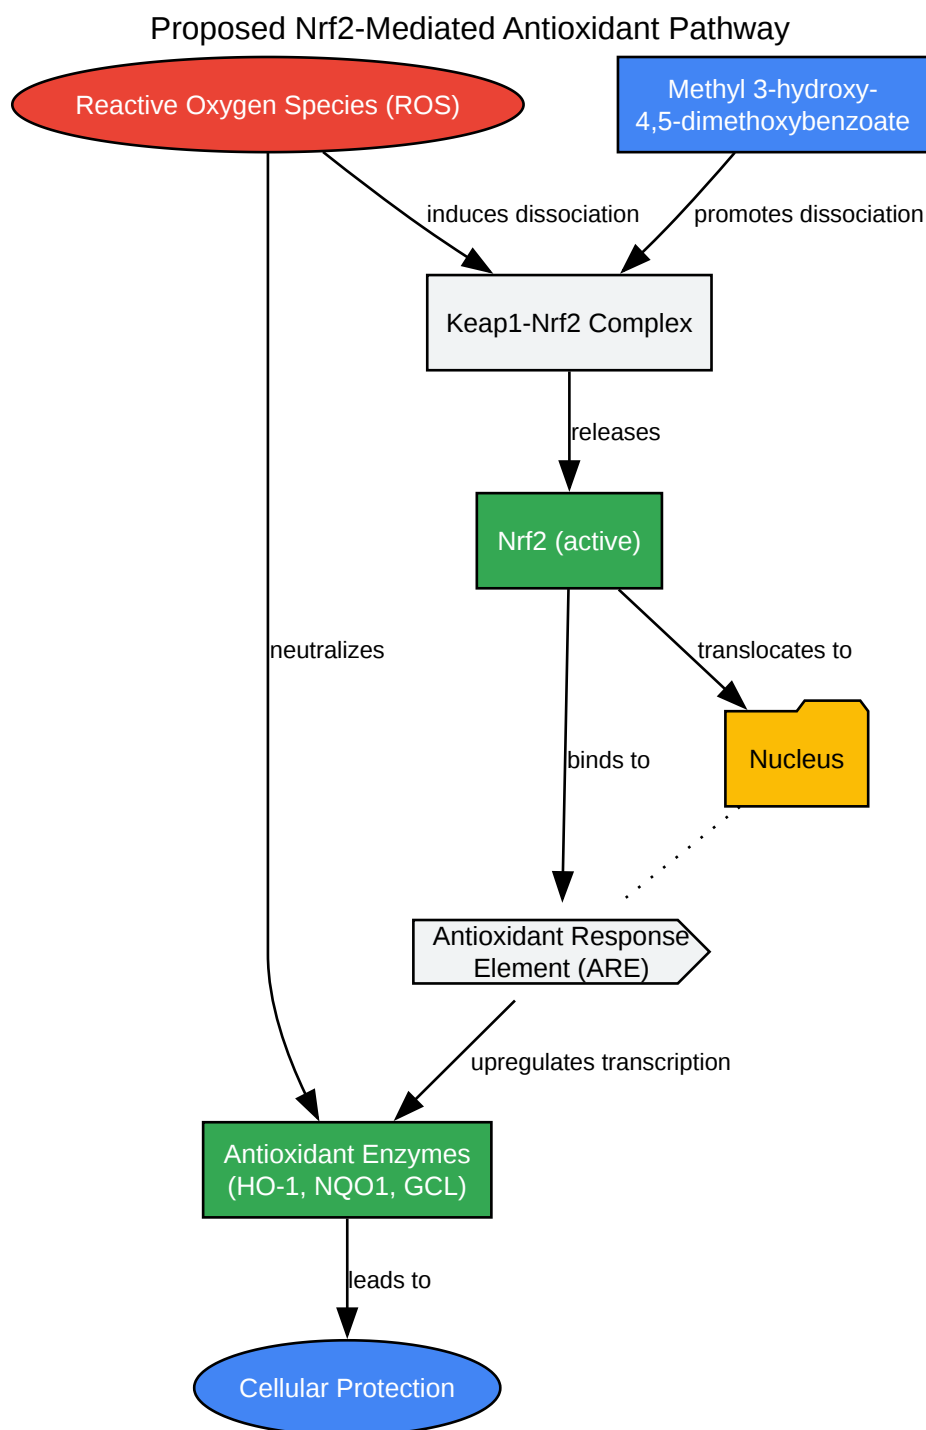 Proposed Nrf2-Mediated Antioxidant Pathway
Reactive Oxygen Species (ROS)
Methyl 3-hydroxy-
4,5-dimethoxybenzoate
induces dissociation
promotes dissociation
Keap1-Nrf2 Complex
releases
Nrf2 (active)
neutralizes
translocates to
binds to
Nucleus
Antioxidant Response
Element (ARE)
upregulates transcription
Antioxidant Enzymes
(HO-1, NQO1, GCL)
leads to
Cellular Protection